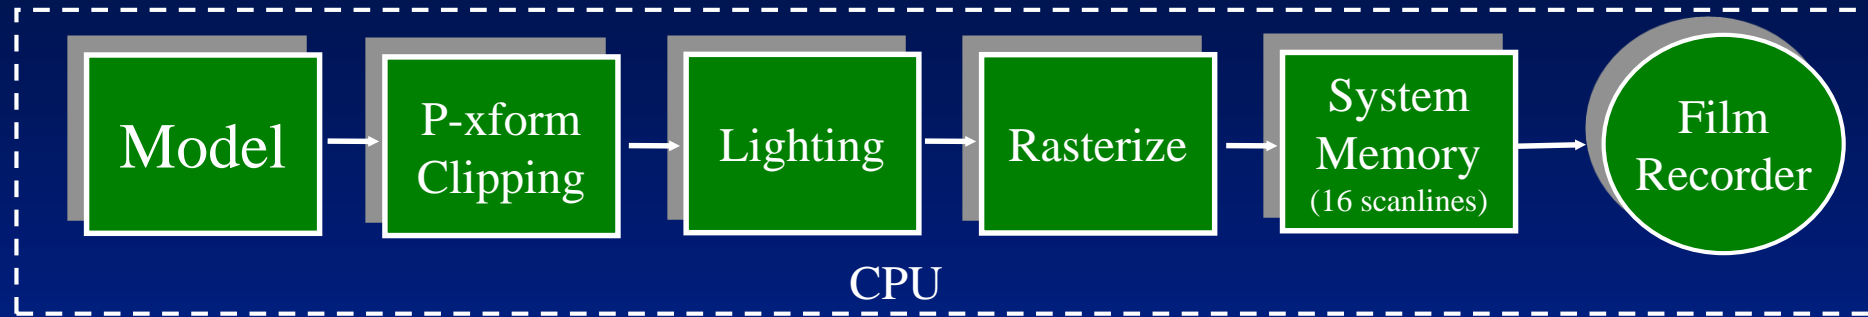 Model
P-xform
Clipping
Lighting
Rasterize
System
Memory
(16 scanlines)
Film
Recorder
CPU